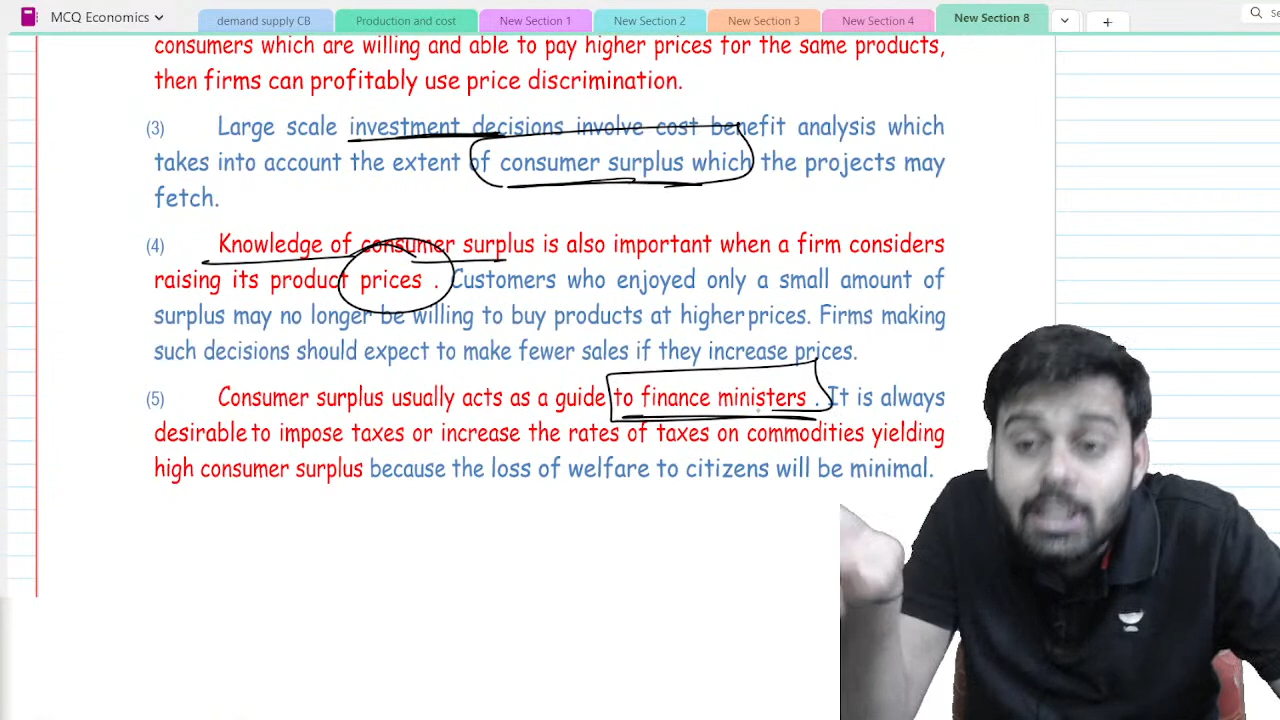 MCQ Economics
demand supply CB
Production and cost
New Section 1
New Section 2
New Section 3
New Section 4
New Section 8
consumers which are willing and able to pay higher prices for the same products,
then firms can profitably use price discrimination.
(3) Large scale investment decisions involve cost benefit analysis which
takes into account the extent of consumer surplus which the projects may
fetch.
(4) Knowledge of consumer surplus is also important when a firm considers
raising its product prices . Customers who enjoyed only a small amount of
surplus may no longer be willing to buy products at higher prices. Firms making
such decisions should expect to make fewer sales if they increase prices.
(5) Consumer surplus usually acts as a guide to finance ministers . It is always
desirable to impose taxes or increase the rates of taxes on commodities yielding
high consumer surplus because the loss of welfare to citizens will be minimal.